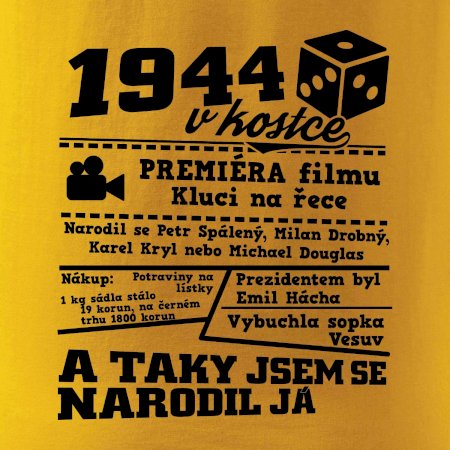 1944
v kostce
PREMIÉRA filmu
Kluci na řece
Narodil se Petr Spálený, Milan Drobný,
Karel Kryl nebo Michael Douglas
Nákup: Potraviny na
lístky
1 kg sádla stálo
19 korun, na černém
trhu 1800 korun
Prezidentem byl
Emil Hácha
Vybuchla sopka
Vesuv
A TAKY JSEM SE
NARODIL JÁ